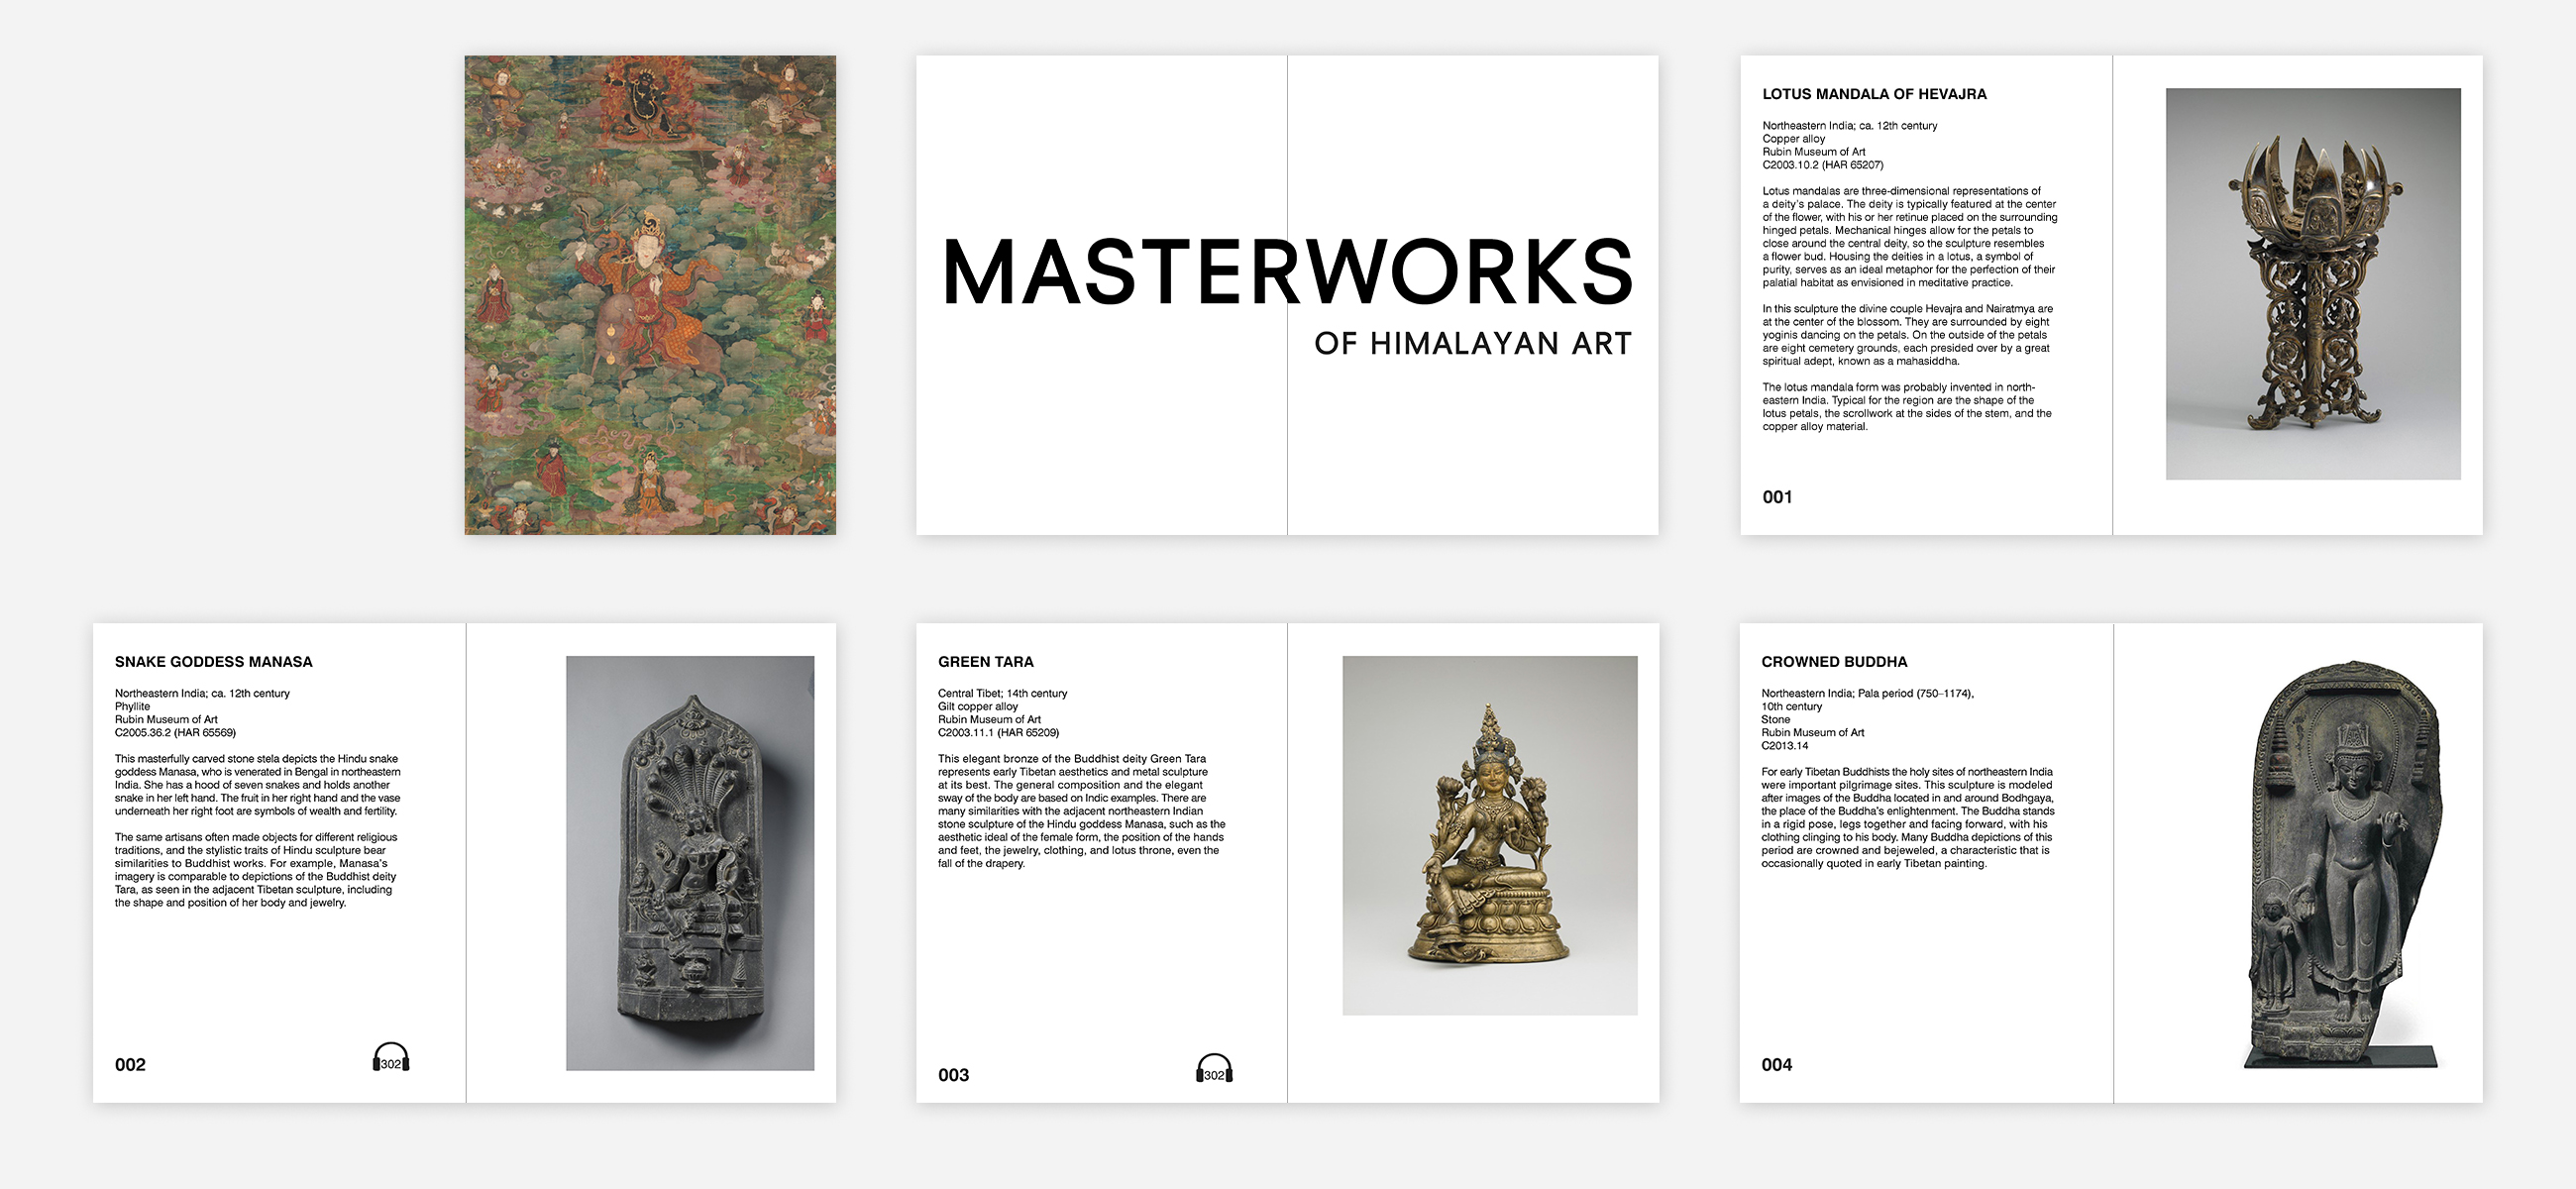 MASTERWORKS
OF HIMALAYAN ART
LOTUS MANDALA OF HEVAJRA
Northeastern India; ca. 12th century
Copper alloy
Rubin Museum of Art
C2003.10.2 (HAR 65207)
Lotus mandalas are three-dimensional representations of
a deity's palace. The deity is typically featured at the center
of the flower, with his or her retinue placed on the surrounding
hinged petals. Mechanical hinges allow for the petals to
close around the central deity, so the sculpture resembles
a flower bud. Housing the deities in a lotus, a symbol of
purity, serves as an ideal metaphor for the perfection of their
palatial habitat as envisioned in meditative practice.
In this sculpture the divine couple Hevajra and Nairatmya are
at the center of the blossom. They are surrounded by eight
yoginis dancing on the petals. On the outside of the petals
are eight cemetery grounds, each presided over by a great
spiritual adept, known as a mahasiddha.
The lotus mandala form was probably invented in north-
eastern India. Typical for the region are the shape of the
lotus petals, the scrollwork at the sides of the stem, and the
copper alloy material.
001
SNAKE GODDESS MANASA
Northeastern India; ca. 12th century
Phyllite
Rubin Museum of Art
C2005.36.2 (HAR 65569)
This masterfully carved stone stela depicts the Hindu snake
goddess Manasa, who is venerated in Bengal in northeastern
India. She has a hood of seven snakes and holds another
snake in her left hand. The fruit in her right hand and the vase
underneath her right foot are symbols of wealth and fertility.
The same artisans often made objects for different religious
traditions, and the stylistic traits of Hindu sculpture bear
similarities to Buddhist works. For example, Manasa's
imagery is comparable to depictions of the Buddhist deity
Tara, as seen in the adjacent Tibetan sculpture, including
the shape and position of her body and jewelry.
002
302
GREEN TARA
Central Tibet; 14th century
Gilt copper alloy
Rubin Museum of Art
C2003.11.1 (HAR 65209)
This elegant bronze of the Buddhist deity Green Tara
represents early Tibetan aesthetics and metal sculpture
at its best. The general composition and the elegant
sway of the body are based on Indic examples. There are
many similarities with the adjacent northeastern Indian
stone sculpture of the Hindu goddess Manasa, such as the
aesthetic ideal of the female form, the position of the hands
and feet, the jewelry, clothing, and lotus throne, even the
fall of the drapery.
003
302
CROWNED BUDDHA
Northeastern India; Pala period (750–1174),
10th century
Stone
Rubin Museum of Art
C2013.14
For early Tibetan Buddhists the holy sites of northeastern India
were important pilgrimage sites. This sculpture is modeled
after images of the Buddha located in and around Bodhgaya,
the place of the Buddha's enlightenment. The Buddha stands
in a rigid pose, legs together and facing forward, with his
clothing clinging to his body. Many Buddha depictions of this
period are crowned and bejeweled, a characteristic that is
occasionally quoted in early Tibetan painting.
004